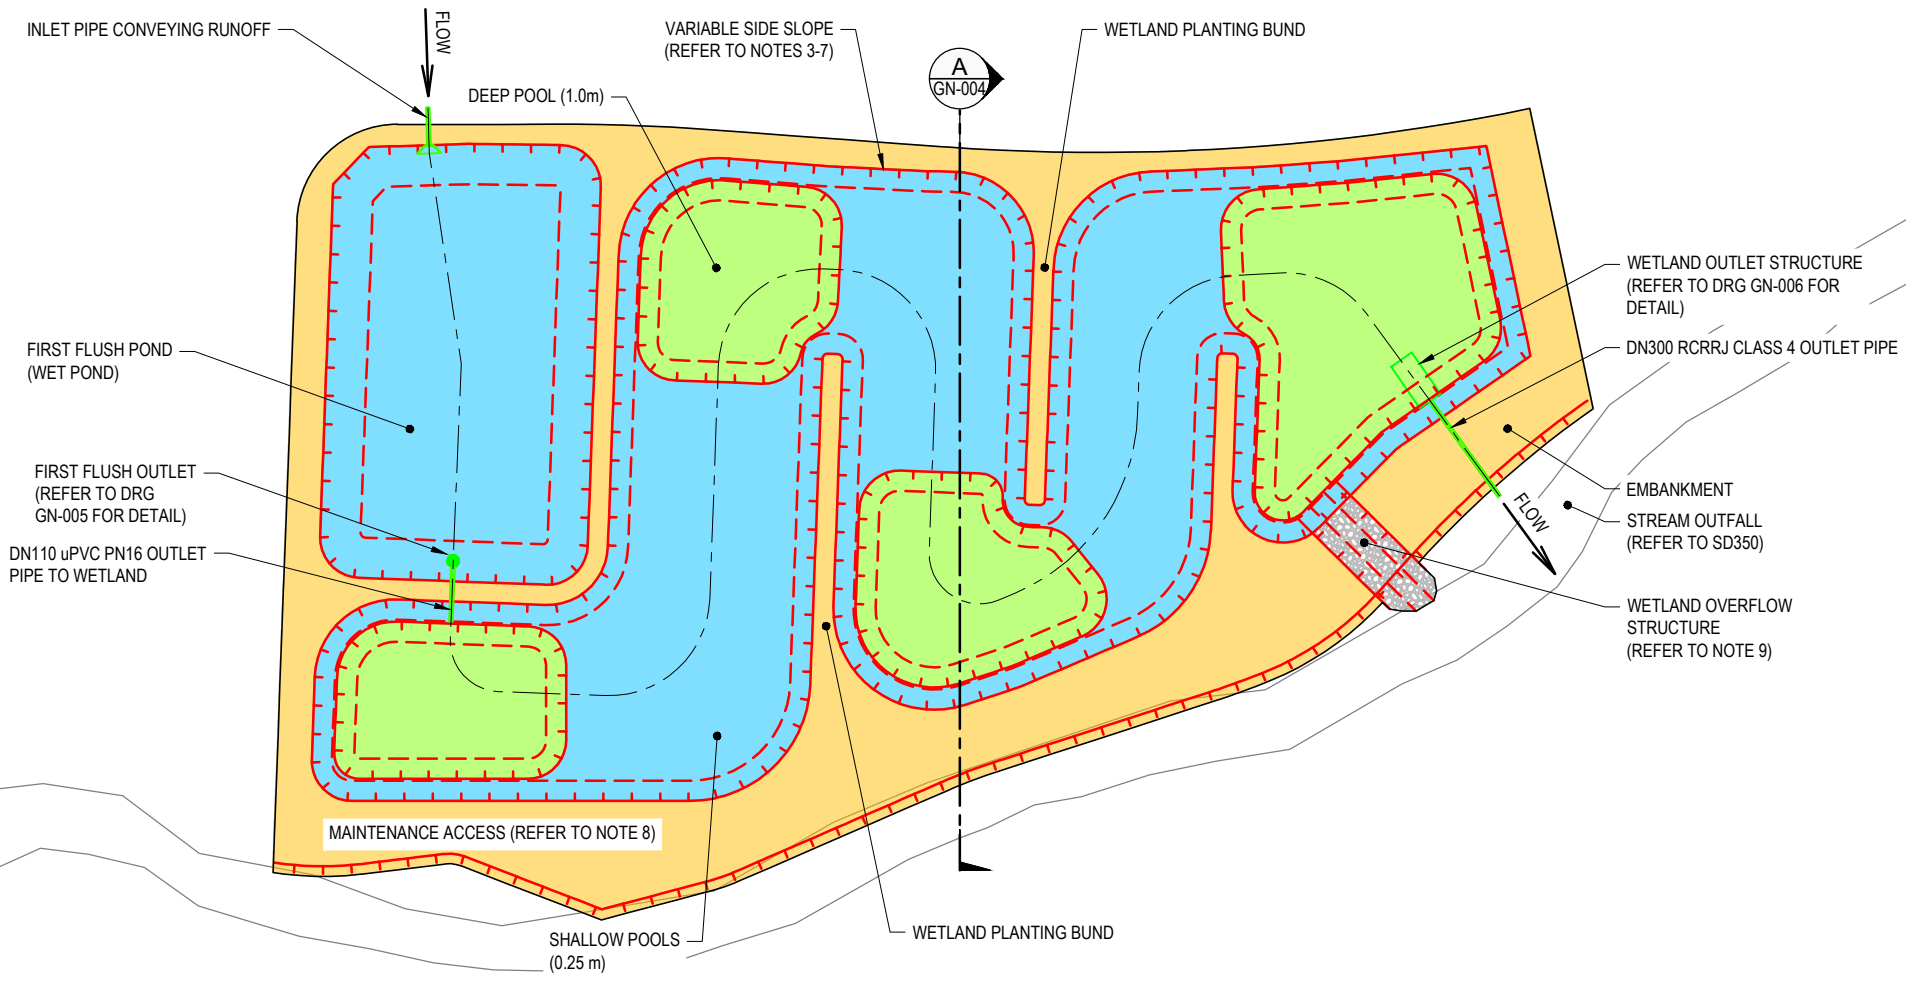 INLET PIPE CONVEYING RUNOFF
FLOW
VARIABLE SIDE SLOPE
(REFER TO NOTES 3-7)
WETLAND PLANTING BUND
A
GN-004
DEEP POOL (1.0m)
WETLAND OUTLET STRUCTURE
(REFER TO DRG GN-006 FOR
DETAIL)
DN300 RCRRJ CLASS 4 OUTLET PIPE
FIRST FLUSH POND
(WET POND)
FIRST FLUSH OUTLET
(REFER TO DRG
GN-005 FOR DETAIL)
DN110 uPVC PN16 OUTLET
PIPE TO WETLAND
EMBANKMENT
FLOW
STREAM OUTFALL
(REFER TO SD350)
WETLAND OVERFLOW
STRUCTURE
(REFER TO NOTE 9)
MAINTENANCE ACCESS (REFER TO NOTE 8)
SHALLOW POOLS
(0.25 m)
WETLAND PLANTING BUND